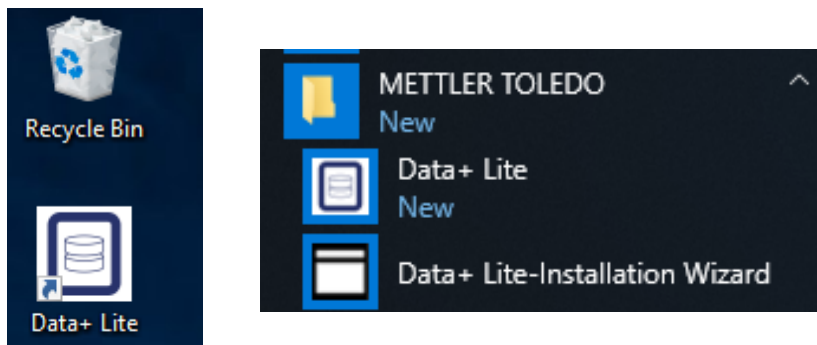 Recycle Bin
Data+ Lite
METTLER TOLEDO
New
Data+ Lite
New
Data+ Lite-Installation Wizard